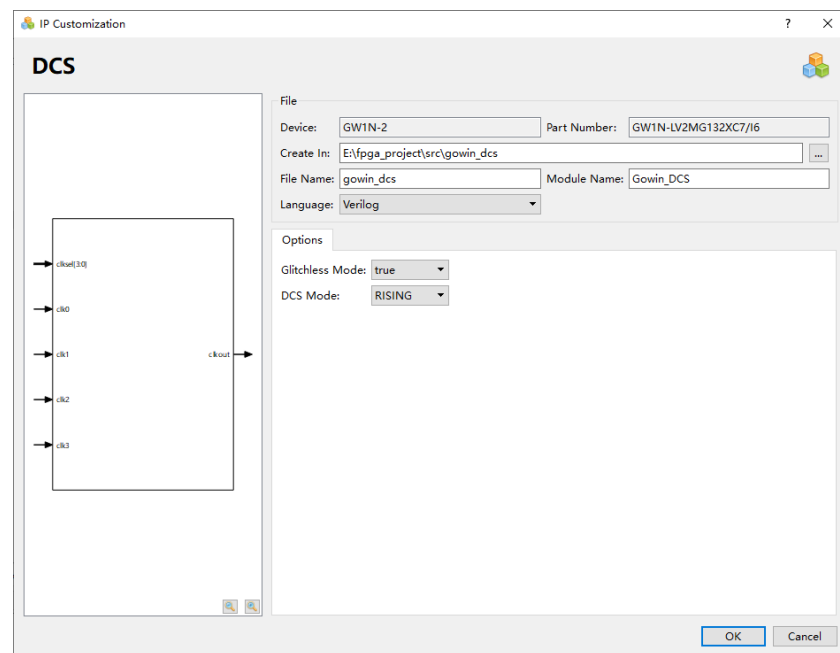 IP Customization
DCS
File
Device: GW1N-2 Part Number: GW1N-LV2MG132XC7/I6
Create In: E:\fpga_project\src\gowin_dcs ...
File Name: gowin_dcs Module Name: Gowin_DCS
Language: Verilog
Options
Glitchless Mode: true
DCS Mode: RISING
clksel[3:0]
clk0
clk1 clkout
clk2
clk3
OK Cancel